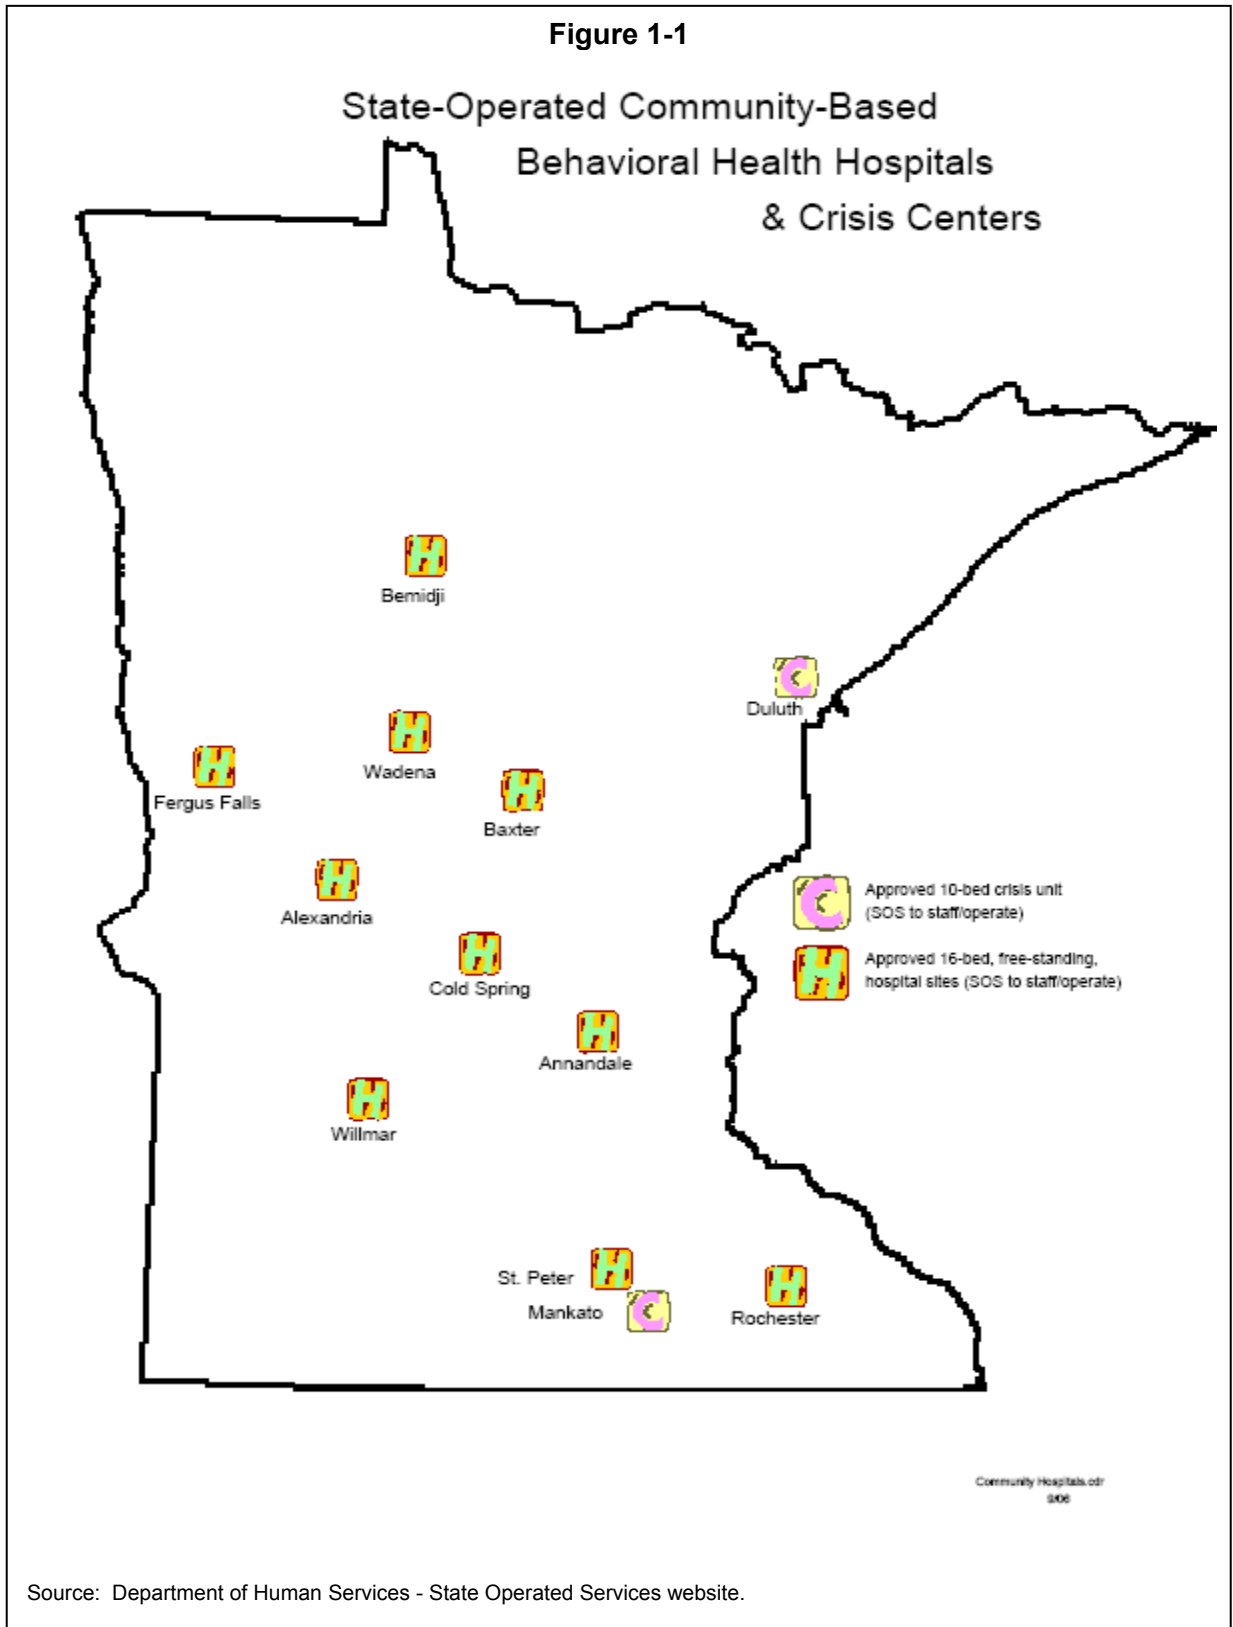 Figure 1-1
State-Operated Community-Based
Behavioral Health Hospitals
& Crisis Centers
H
Bemidji
C
Duluth
H
Wadena
H
Fergus Falls
H
Baxter
H
Alexandria
C
Approved 10-bed crisis unit
(SOS to staff/operate)
H
Approved 16-bed, free-standing,
hospital sites (SOS to staff/operate)
H
Cold Spring
H
Annandale
H
Willmar
St. Peter H
Mankato C
H
Rochester
Community Hospitals.cdr
9/06
Source: Department of Human Services - State Operated Services website.